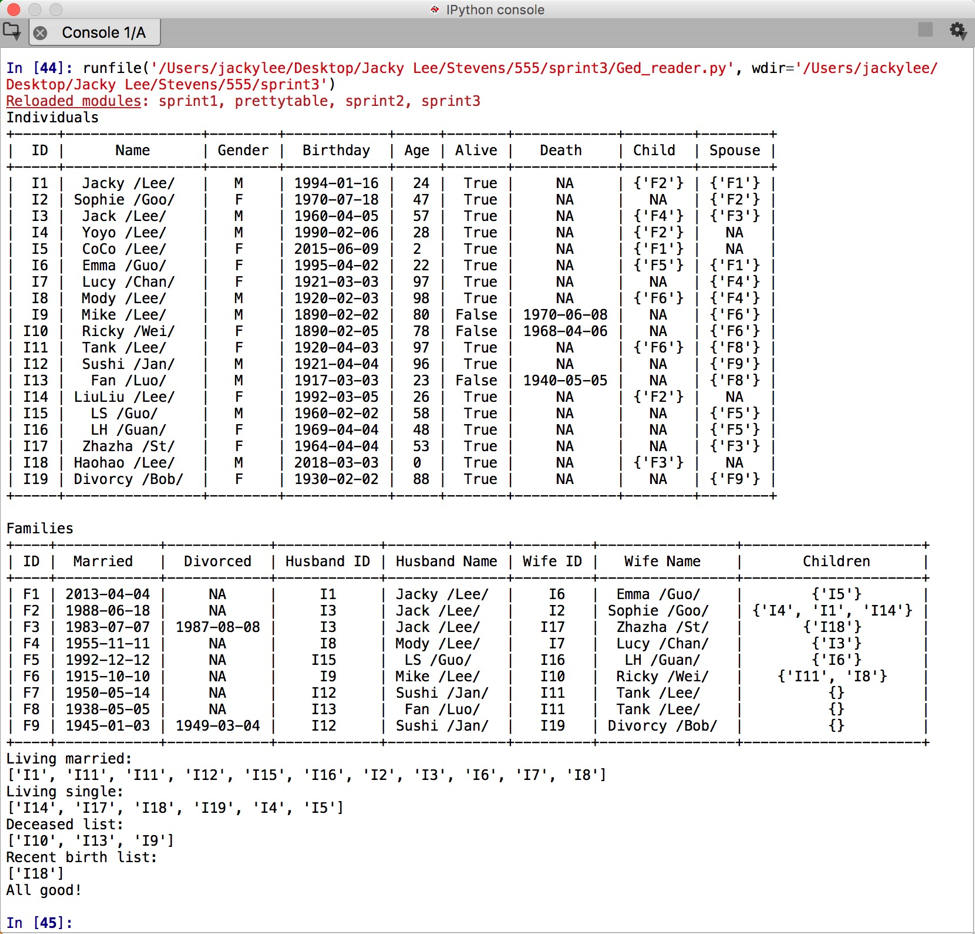 IPython console
Console 1/A
In [44]: runfile('/Users/jackylee/Desktop/Jacky Lee/Stevens/555/sprint3/Ged_reader.py', wdir='/Users/jackylee/
Desktop/Jacky Lee/Stevens/555/sprint3')
Reloaded modules: sprint1, prettytable, sprint2, sprint3
Individuals
| ID | Name | Gender | Birthday | Age | Alive | Death | Child | Spouse |
| I1 | Jacky /Lee/ | M | 1994-01-16 | 24 | True | NA | {'F2'} | {'F1'} |
| I2 | Sophie /Goo/ | F | 1970-07-18 | 47 | True | NA | NA | {'F2'} |
| I3 | Jack /Lee/ | M | 1960-04-05 | 57 | True | NA | {'F4'} | {'F3'} |
| I4 | Yoyo /Lee/ | M | 1990-02-06 | 28 | True | NA | {'F2'} | NA |
| I5 | CoCo /Lee/ | F | 2015-06-09 | 2 | True | NA | {'F1'} | NA |
| I6 | Emma /Guo/ | F | 1995-04-02 | 22 | True | NA | {'F5'} | {'F1'} |
| I7 | Lucy /Chan/ | F | 1921-03-03 | 97 | True | NA | NA | {'F4'} |
| I8 | Mody /Lee/ | M | 1920-02-03 | 98 | True | NA | {'F6'} | {'F4'} |
| I9 | Mike /Lee/ | M | 1890-02-02 | 80 | False | 1970-06-08 | NA | {'F6'} |
| I10 | Ricky /Wei/ | F | 1890-02-05 | 78 | False | 1968-04-06 | NA | {'F6'} |
| I11 | Tank /Lee/ | F | 1920-04-03 | 97 | True | NA | {'F6'} | {'F8'} |
| I12 | Sushi /Jan/ | M | 1921-04-04 | 96 | True | NA | NA | {'F9'} |
| I13 | Fan /Luo/ | M | 1917-03-03 | 23 | False | 1940-05-05 | NA | {'F8'} |
| I14 | LiuLiu /Lee/ | F | 1992-03-05 | 26 | True | NA | {'F2'} | NA |
| I15 | LS /Guo/ | M | 1960-02-02 | 58 | True | NA | NA | {'F5'} |
| I16 | LH /Guan/ | F | 1969-04-04 | 48 | True | NA | NA | {'F5'} |
| I17 | Zhazha /St/ | F | 1964-04-04 | 53 | True | NA | NA | {'F3'} |
| I18 | Haohao /Lee/ | M | 2018-03-03 | 0 | True | NA | {'F3'} | NA |
| I19 | Divorcy /Bob/ | F | 1930-02-02 | 88 | True | NA | NA | {'F9'} |
Families
| ID | Married | Divorced | Husband ID | Husband Name | Wife ID | Wife Name | Children |
| F1 | 2013-04-04 | NA | I1 | Jacky /Lee/ | I6 | Emma /Guo/ | {'I5'} |
| F2 | 1988-06-18 | NA | I3 | Jack /Lee/ | I2 | Sophie /Goo/ | {'I4', 'I1', 'I14'} |
| F3 | 1983-07-07 | 1987-08-08 | I3 | Jack /Lee/ | I17 | Zhazha /St/ | {'I18'} |
| F4 | 1955-11-11 | NA | I8 | Mody /Lee/ | I7 | Lucy /Chan/ | {'I3'} |
| F5 | 1992-12-12 | NA | I15 | LS /Guo/ | I16 | LH /Guan/ | {'I6'} |
| F6 | 1915-10-10 | NA | I9 | Mike /Lee/ | I10 | Ricky /Wei/ | {'I11', 'I8'} |
| F7 | 1950-05-14 | NA | I12 | Sushi /Jan/ | I11 | Tank /Lee/ | {} |
| F8 | 1938-05-05 | NA | I13 | Fan /Luo/ | I11 | Tank /Lee/ | {} |
| F9 | 1945-01-03 | 1949-03-04 | I12 | Sushi /Jan/ | I19 | Divorcy /Bob/ | {} |
Living married:
['I1', 'I11', 'I11', 'I12', 'I15', 'I16', 'I2', 'I3', 'I6', 'I7', 'I8']
Living single:
['I14', 'I17', 'I18', 'I19', 'I4', 'I5']
Deceased list:
['I10', 'I13', 'I9']
Recent birth list:
['I18']
All good!
In [45]: